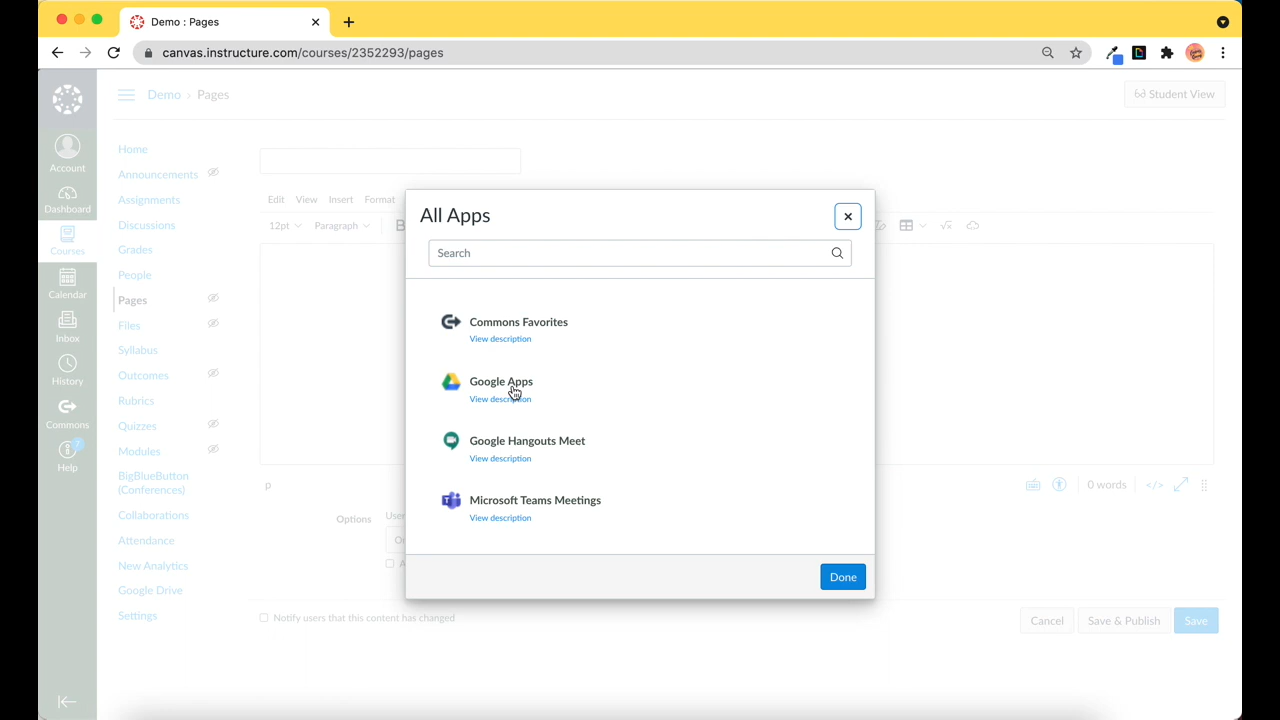 Demo : Pages
canvas.instructure.com/courses/2352293/pages
Demo › Pages
Student View
Account
Dashboard
Courses
Calendar
Inbox
History
Commons
7
Help
Home
Announcements
Assignments
Discussions
Grades
People
Pages
Files
Syllabus
Outcomes
Rubrics
Quizzes
Modules
BigBlueButton
(Conferences)
Collaborations
Attendance
New Analytics
Google Drive
Settings
Edit View Insert Format
12pt Paragraph B
All Apps
Search
Commons Favorites
View description
Google Apps
View description
Google Hangouts Meet
View description
Microsoft Teams Meetings
View description
Done
p
0 words </>
Options
Notify users that this content has changed
Cancel Save & Publish Save